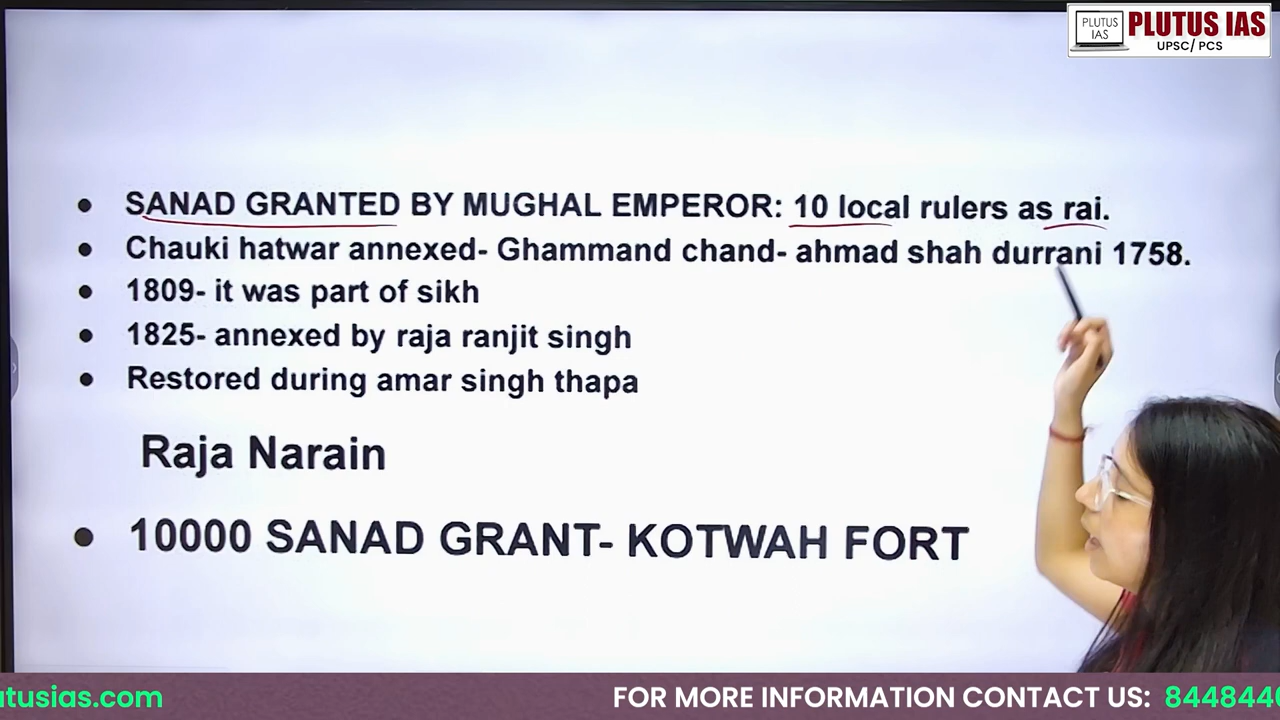 PLUTUS IAS
PLUTUS IAS
UPSC/ PCS
• SANAD GRANTED BY MUGHAL EMPEROR: 10 local rulers as rai.
• Chauki hatwar annexed- Ghammand chand- ahmad shah durrani 1758.
• 1809- it was part of sikh
• 1825- annexed by raja ranjit singh
• Restored during amar singh thapa
Raja Narain
• 10000 SANAD GRANT- KOTWAH FORT
utusias.com FOR MORE INFORMATION CONTACT US: 844844